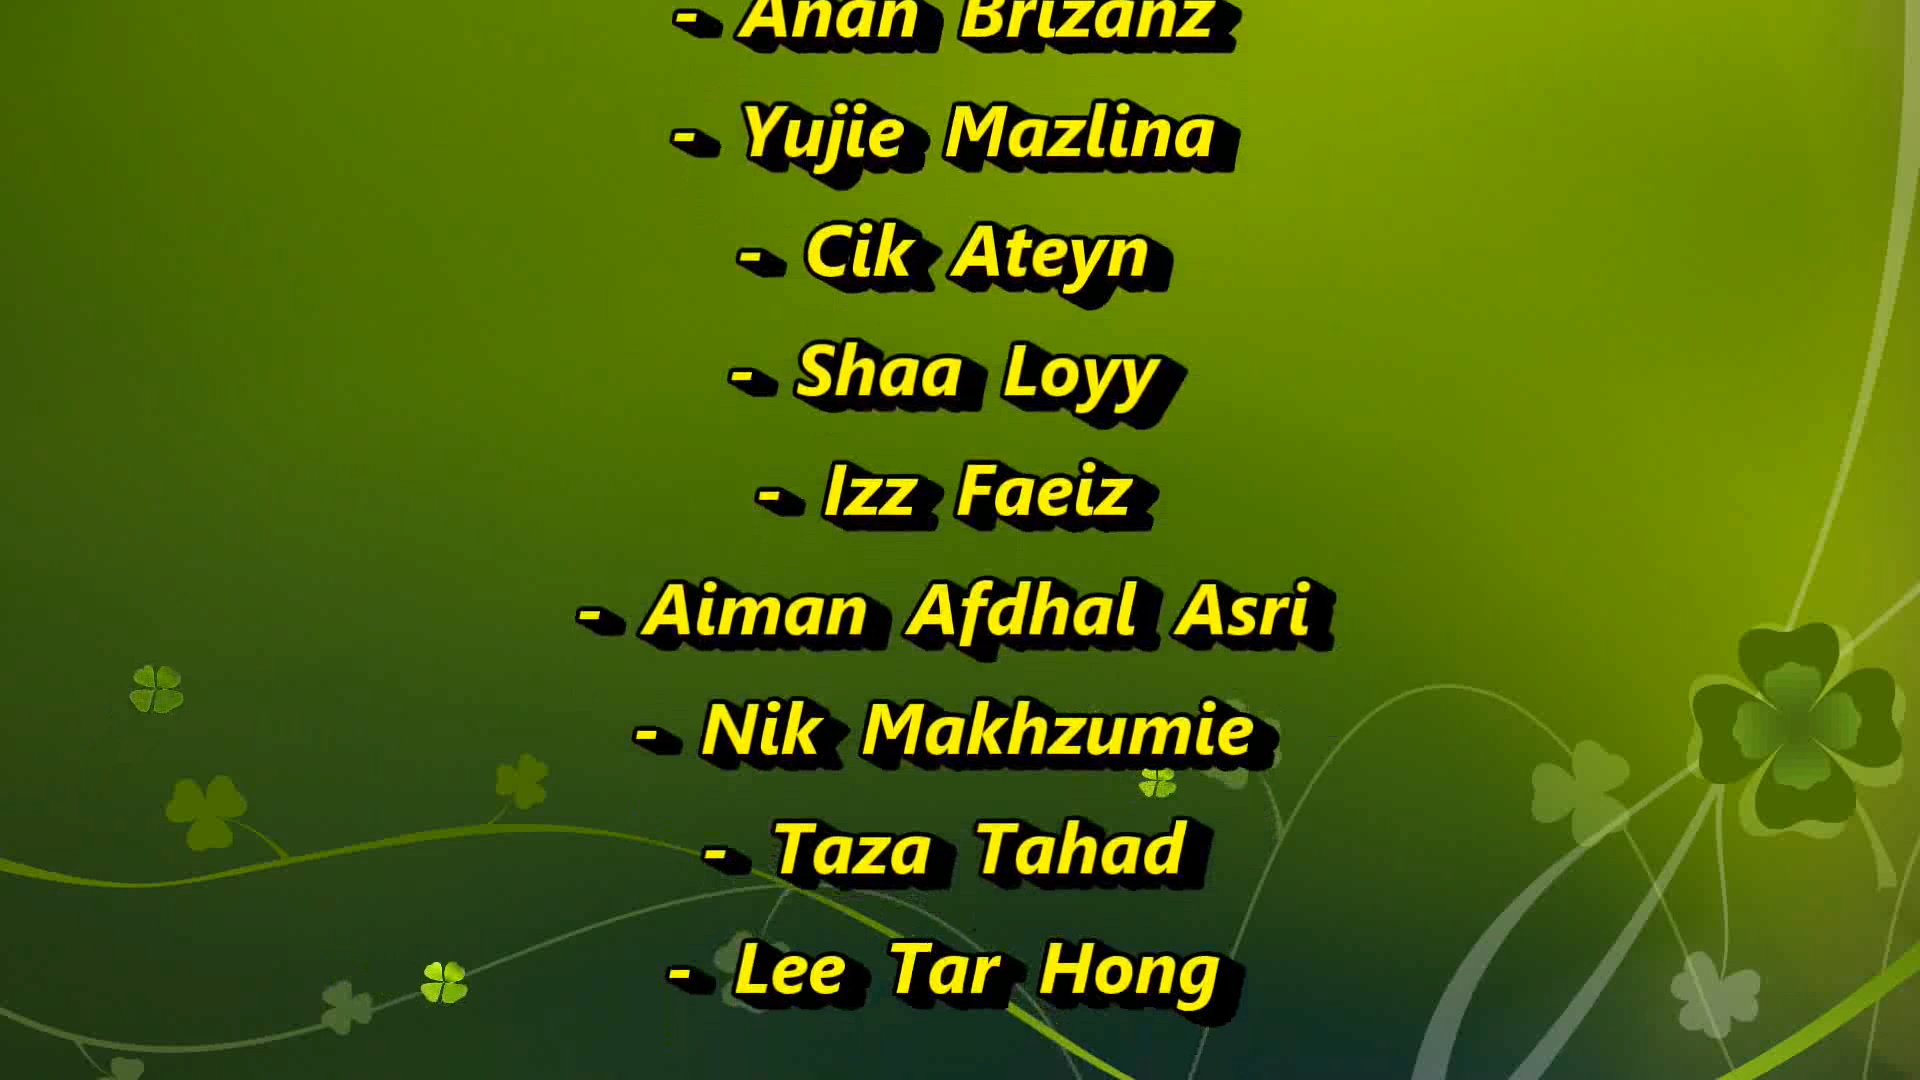 - Anan Brizanz
- Yujie Mazlina
- Cik Ateyn
- Shaa Loyy
- Izz Faeiz
- Aiman Afdhal Asri
- Nik Makhzumie
- Taza Tahad
- Lee Tar Hong